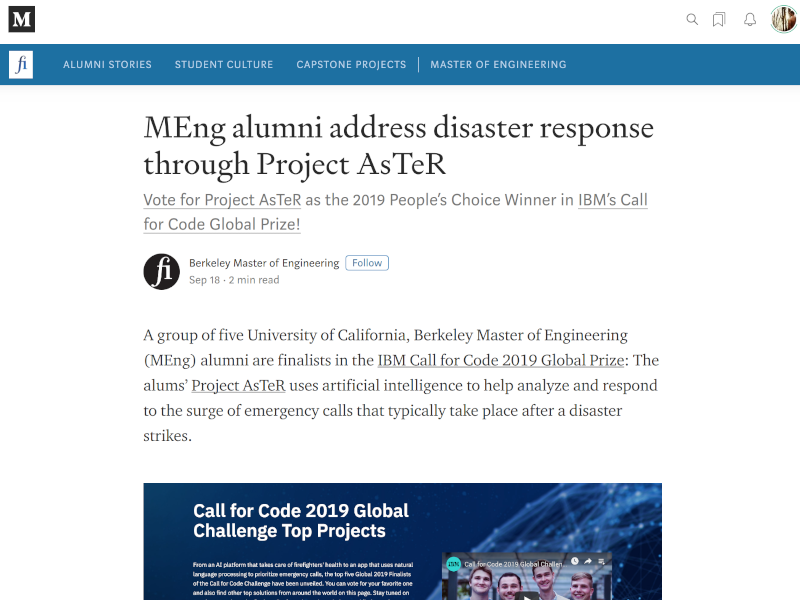 M
fi
ALUMNI STORIES STUDENT CULTURE CAPSTONE PROJECTS MASTER OF ENGINEERING
MEng alumni address disaster response
through Project AsTeR
Vote for Project AsTeR as the 2019 People’s Choice Winner in IBM’s Call
for Code Global Prize!
fi
Berkeley Master of Engineering Follow
Sep 18 · 2 min read
A group of five University of California, Berkeley Master of Engineering
(MEng) alumni are finalists in the IBM Call for Code 2019 Global Prize: The
alums’ Project AsTeR uses artificial intelligence to help analyze and respond
to the surge of emergency calls that typically take place after a disaster
strikes.
Call for Code 2019 Global
Challenge Top Projects
From an AI platform that takes care of firefighters' health to an app that uses natural
language processing to prioritize emergency calls, the top five Global 2019 Finalists
of the Call for Code Challenge have been unveiled. You can vote for your favorite one
and also find other top solutions from around the world on this page. Stay tuned on
IBM Call for Code 2019 Global Challen...